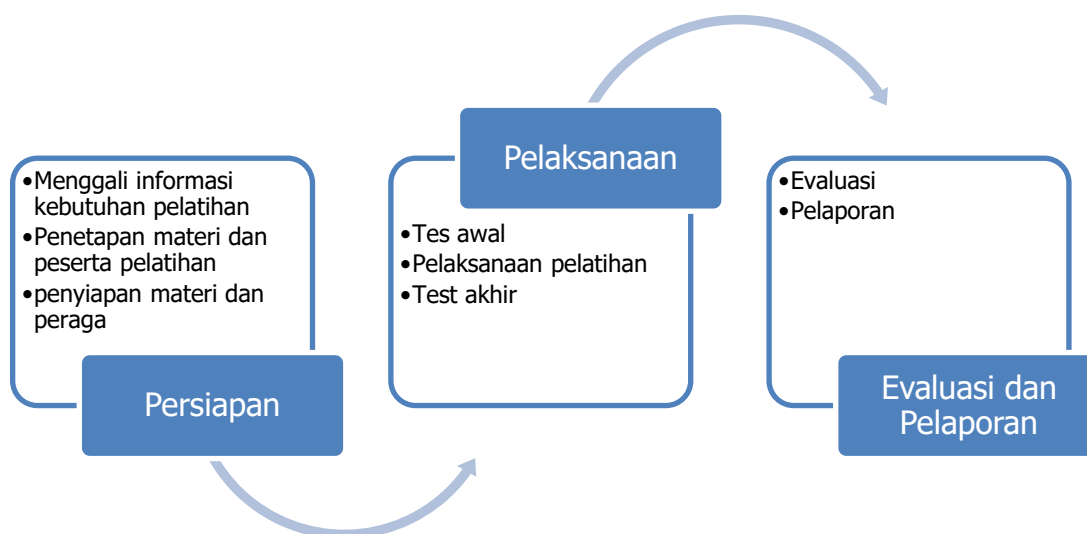 •Menggali informasi
kebutuhan pelatihan
•Penetapan materi dan
peserta pelatihan
•penyiapan materi dan
peraga
Persiapan
Pelaksanaan
•Tes awal
•Pelaksanaan pelatihan
•Test akhir
•Evaluasi
•Pelaporan
Evaluasi dan
Pelaporan